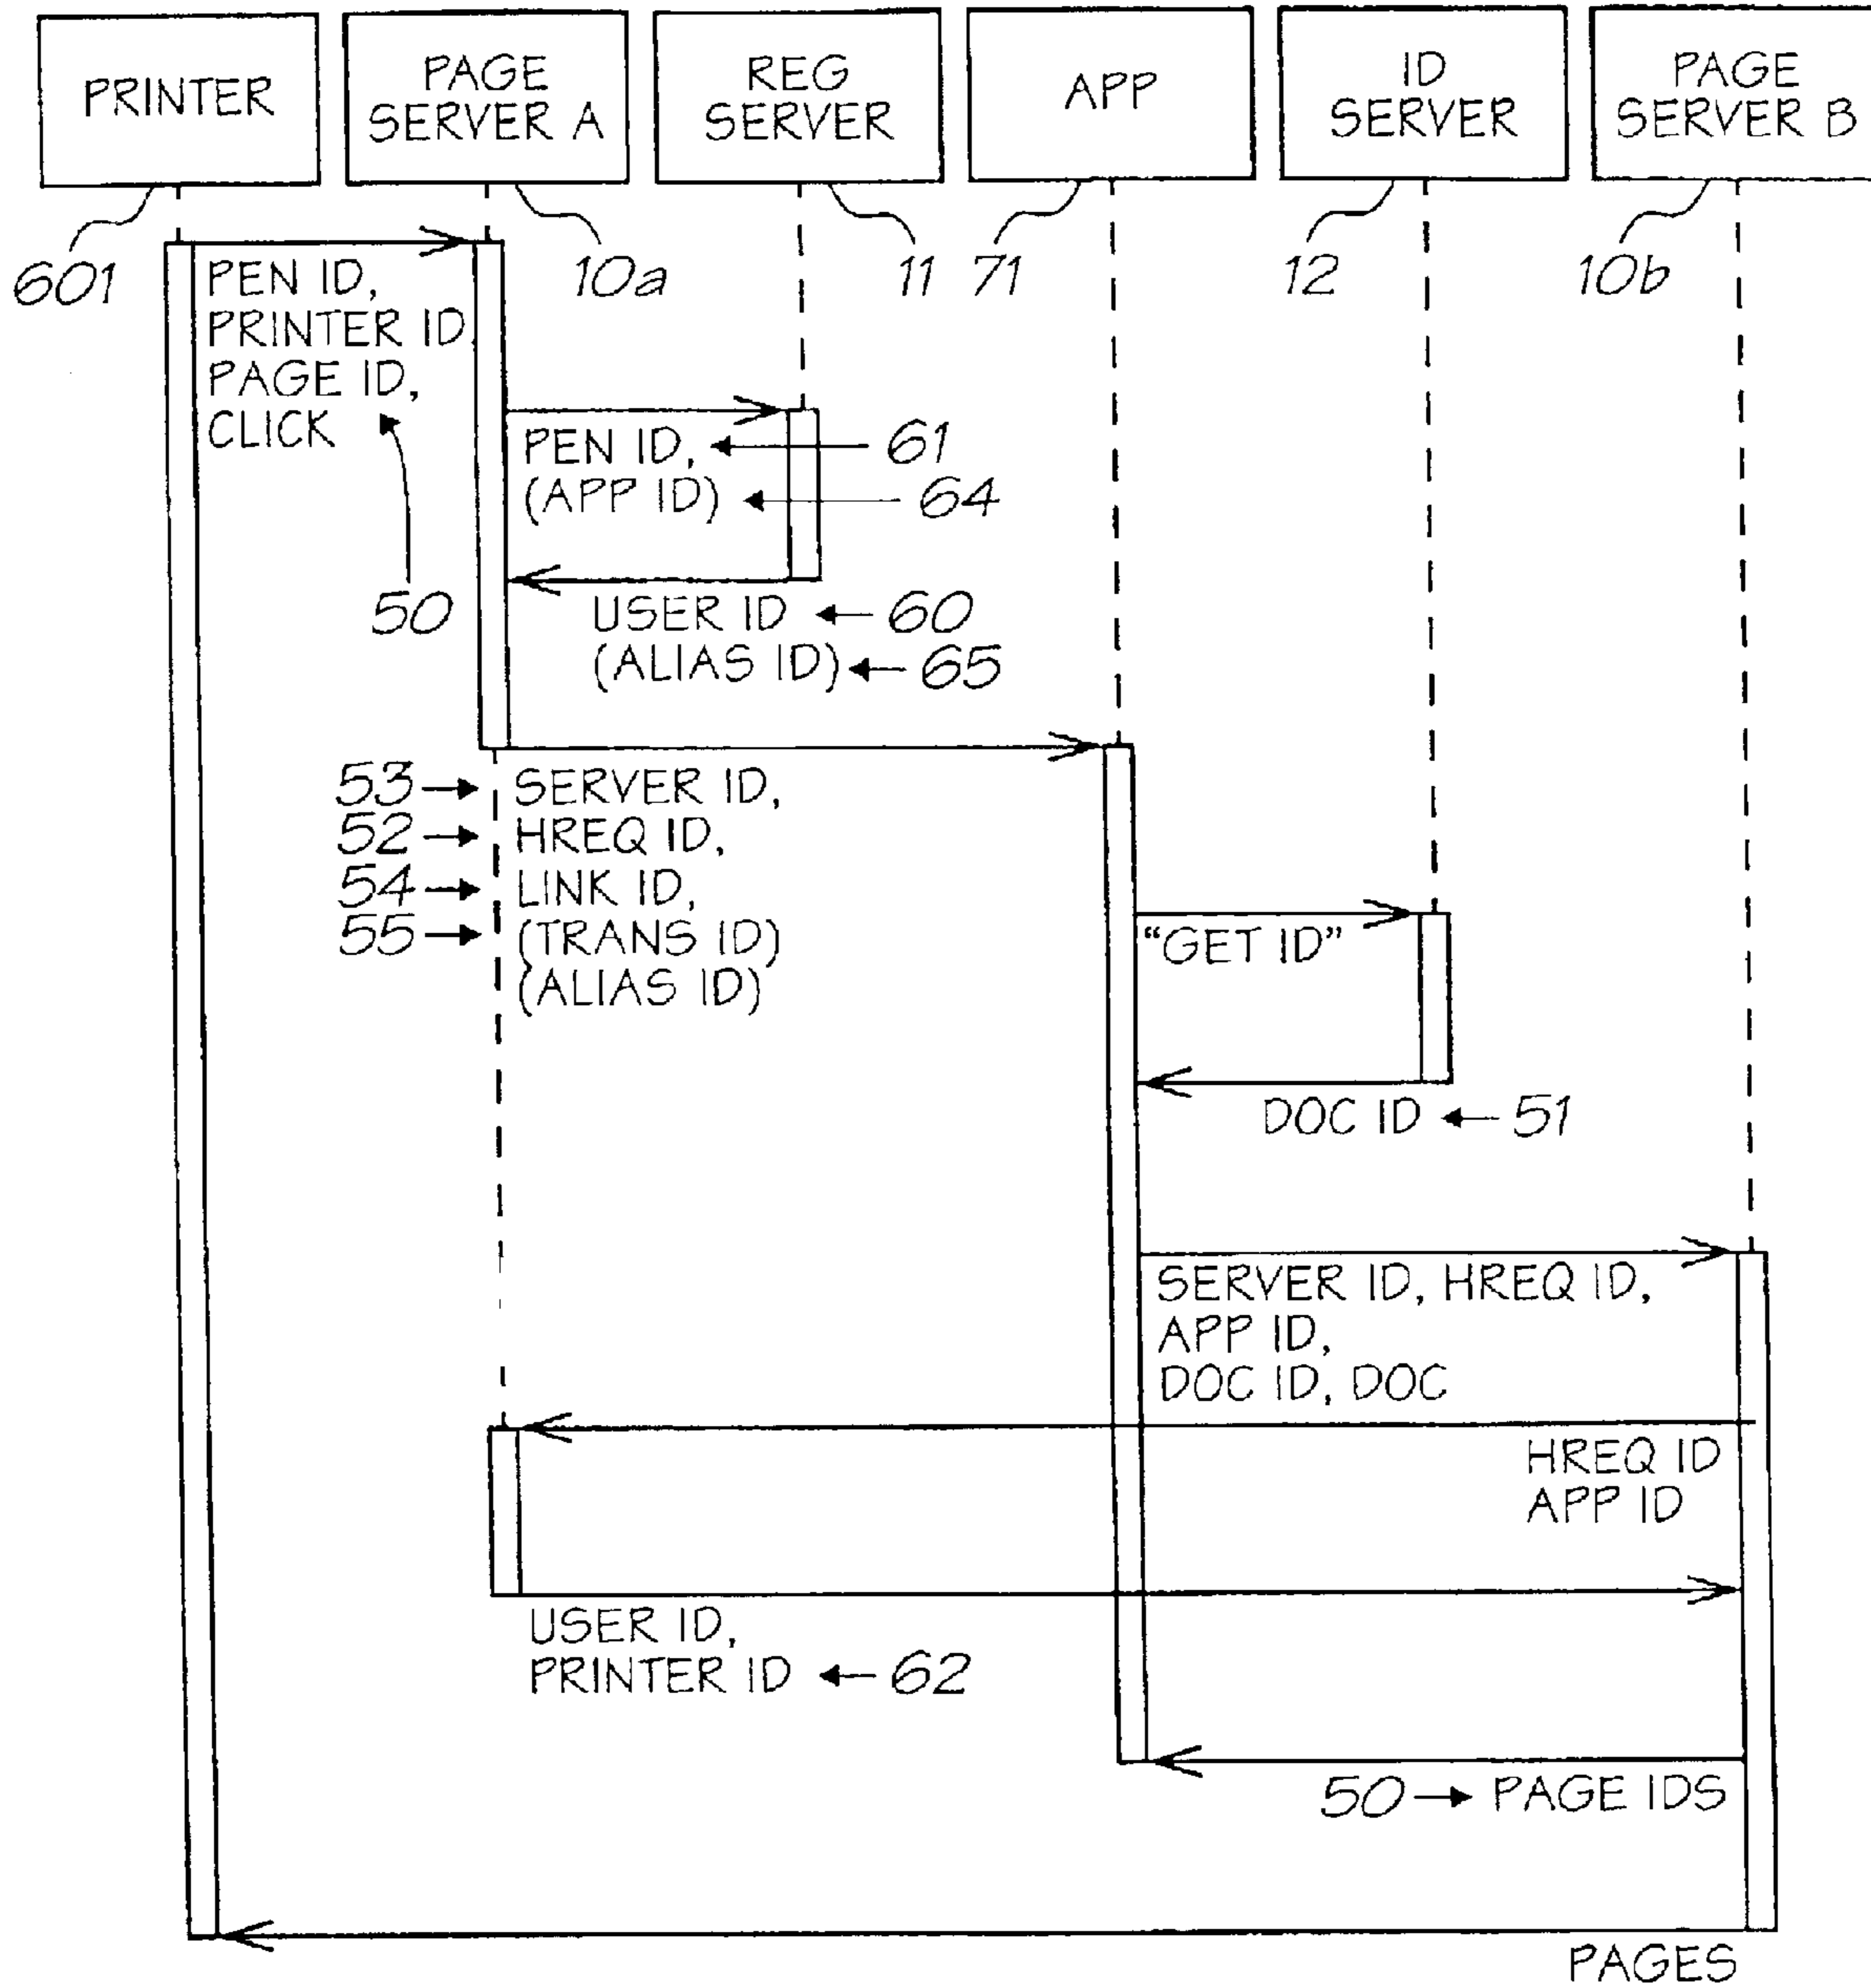 PRINTER
PAGE
SERVER A
REG
SERVER
APP
ID
SERVER
PAGE
SERVER B
601
10a
11
71
12
10b
PEN ID,
PRINTER ID
PAGE ID,
CLICK
50
PEN ID,
61
(APP ID)
64
USER ID
60
(ALIAS ID)
65
53
SERVER ID,
52
HREQ ID,
54
LINK ID,
55
(TRANS ID)
(ALIAS ID)
“GET ID”
DOC ID
51
SERVER ID, HREQ ID,
APP ID,
DOC ID, DOC
HREQ ID
APP ID
USER ID,
PRINTER ID
62
50
PAGE IDS
PAGES